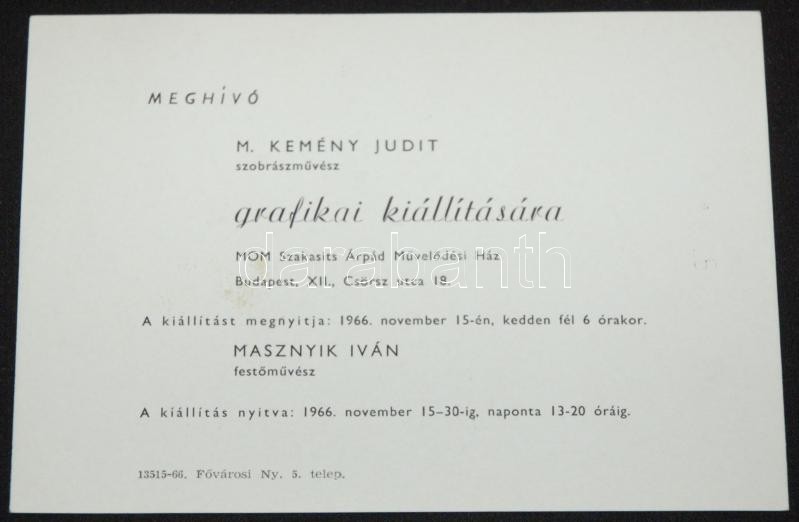 MEGHÍVÓ
M. KEMÉNY JUDIT
szobrászművész
grafikai kiállítására
MOM Szakasits Árpád Művelődési Ház
darabanth
Budapest, XII., Csörsz utca 18.
A kiállítást megnyitja: 1966. november 15-én, kedden fél 6 órakor.
MASZNYIK IVÁN
festőművész
A kiállítás nyitva: 1966. november 15–30-ig, naponta 13-20 óráig.
13515-66. Fővárosi Ny. 5. telep.